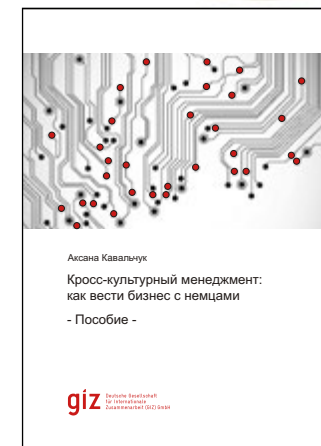 Аксана Кавальчук
Кросс-культурный менеджмент:
как вести бизнес с немцами
- Пособие -
giz
Deutsche Gesellschaft
für Internationale
Zusammenarbeit (GIZ) GmbH